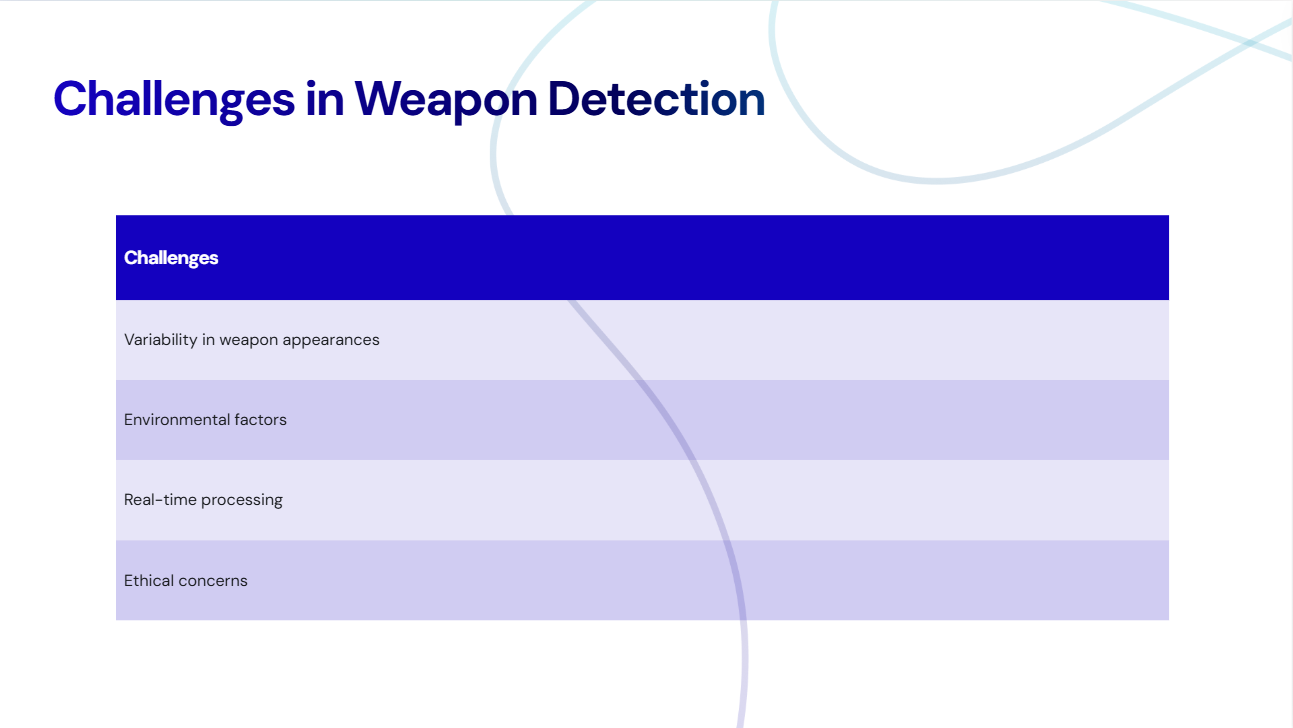 Challenges in Weapon Detection
Challenges
Variability in weapon appearances
Environmental factors
Real-time processing
Ethical concerns